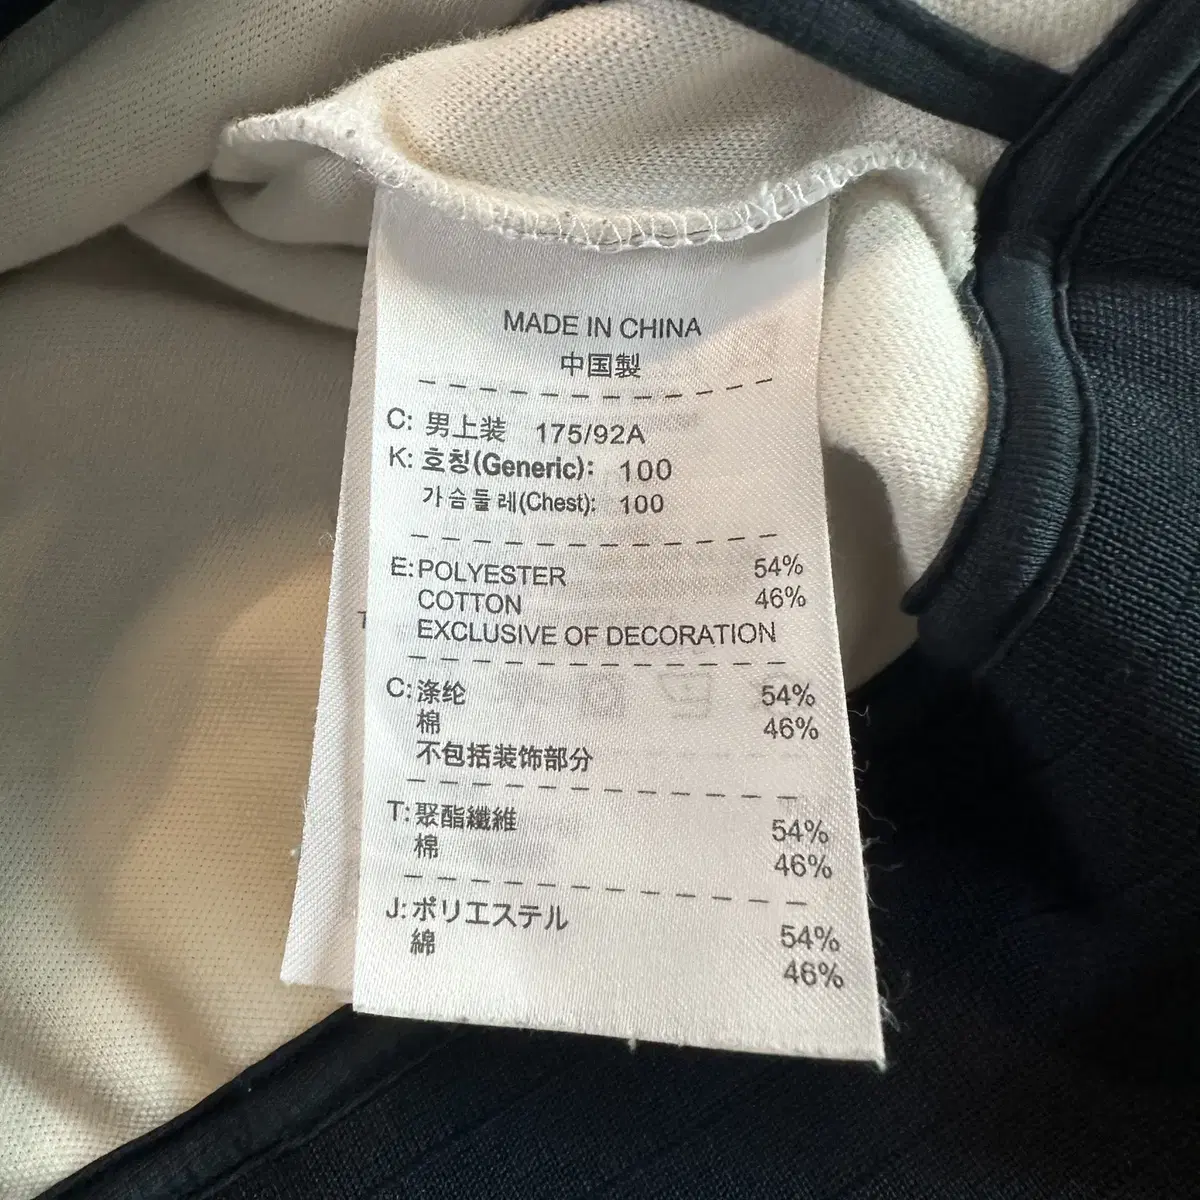 MADE IN CHINA
中国製
C: 男上装 175/92A
K: 호칭(Generic): 100
가슴둘레(Chest): 100
E: POLYESTER 54%
COTTON 46%
EXCLUSIVE OF DECORATION
C: 涤纶 54%
棉 46%
不包括装饰部分
T: 聚酯纖維 54%
棉 46%
J: ポリエステル 54%
綿 46%